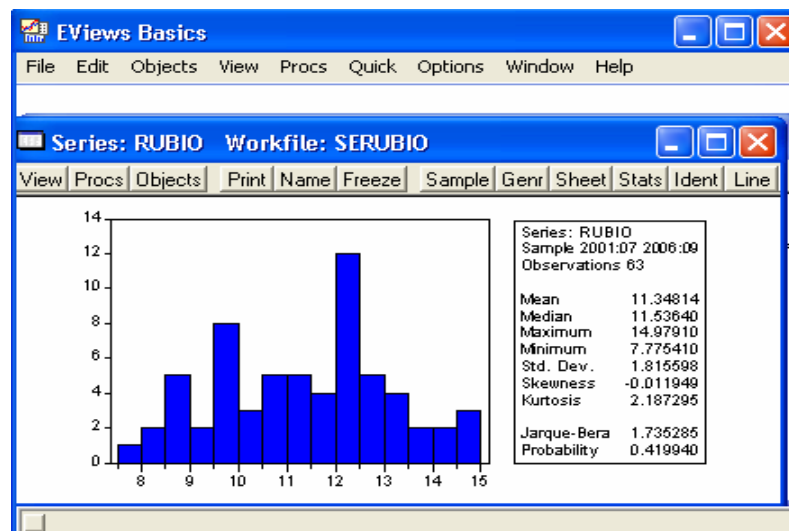 EViews Basics
File Edit Objects View Procs Quick Options Window Help
Series: RUBIO Workfile: SERUBIO
View Procs Objects Print Name Freeze Sample Genr Sheet Stats Ident Line
14
12
10
8
6
4
2
0
8 9 10 11 12 13 14 15
Series: RUBIO
Sample 2001:07 2006:09
Observations 63
Mean 11.34814
Median 11.53640
Maximum 14.97910
Minimum 7.775410
Std. Dev. 1.815598
Skewness -0.011949
Kurtosis 2.187295
Jarque-Bera 1.735285
Probability 0.419940